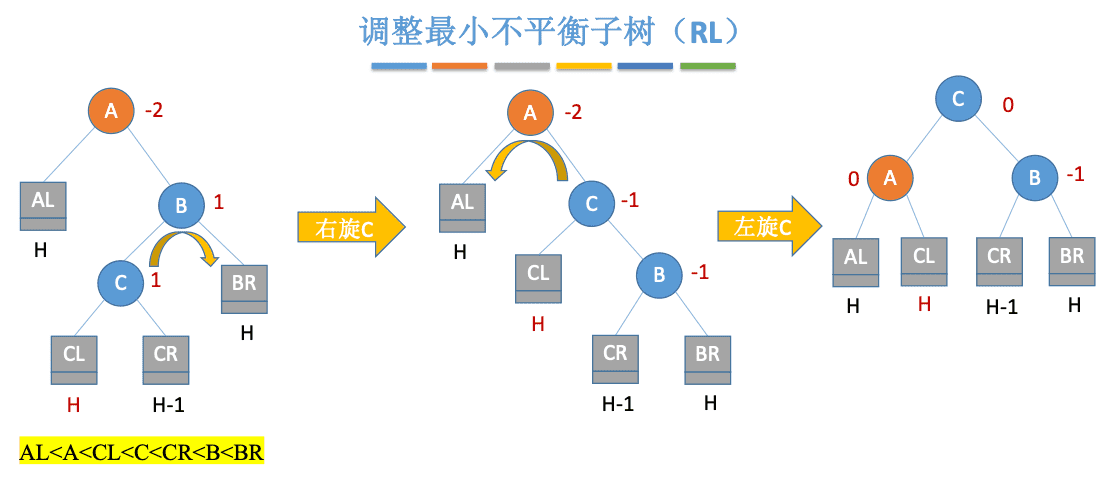 调整最小不平衡子树（RL）
A -2
AL
H
B 1
C 1
BR
H
CL
H
CR
H-1
AL<A<CL<C<CR<B<BR
右旋C
A -2
AL
H
C -1
CL
H
B -1
CR
H-1
BR
H
左旋C
C 0
0 A
B -1
AL
CL
CR
BR
H
H
H-1
H